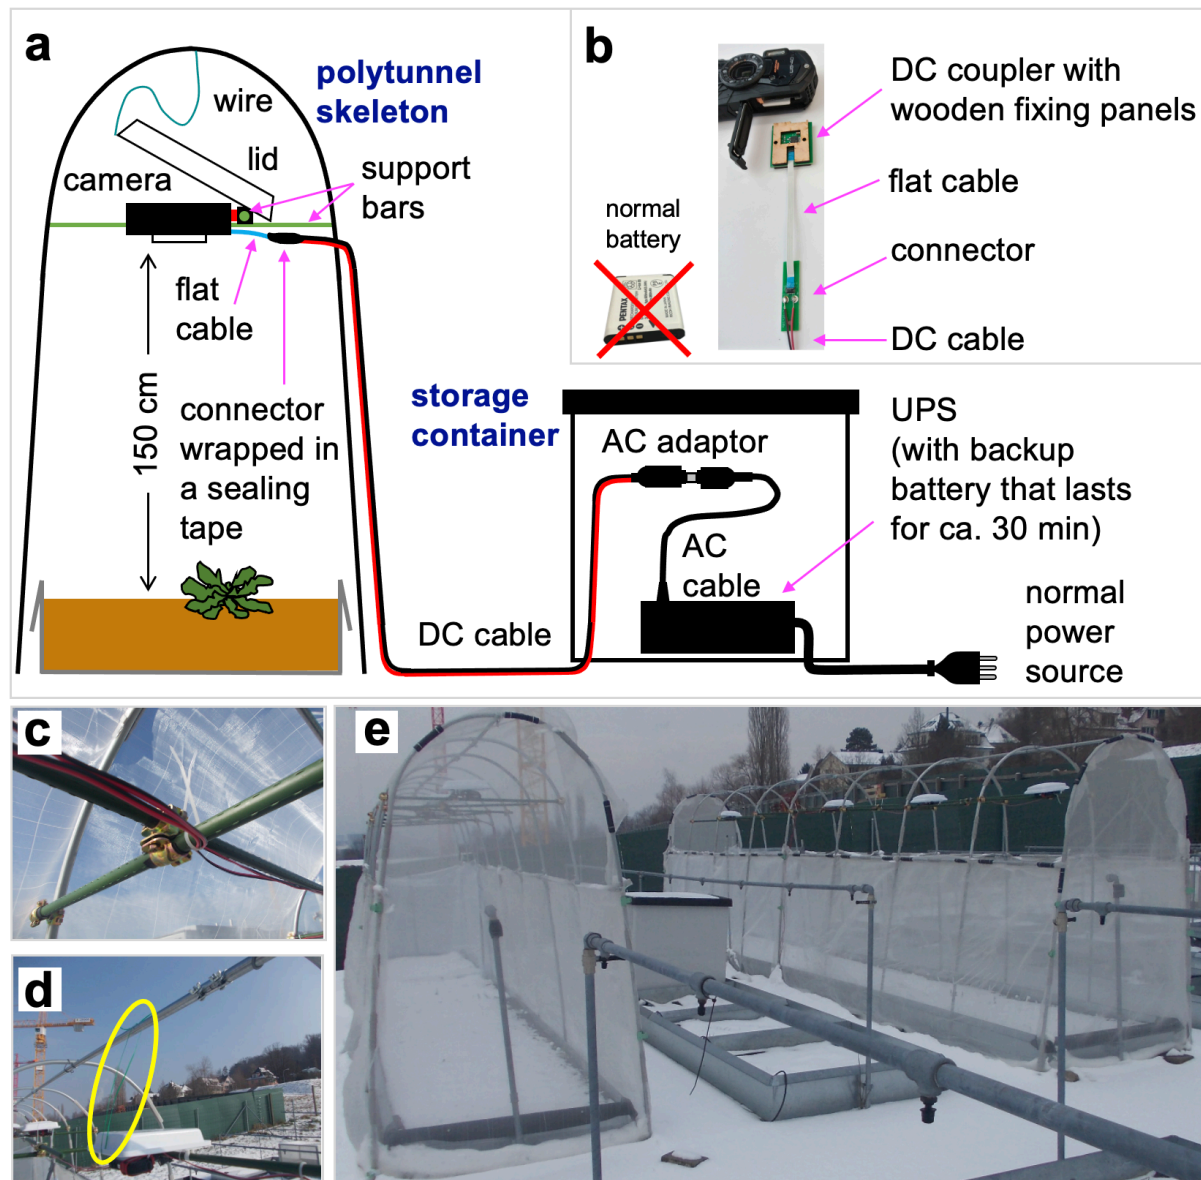 a
wire
polytunnel
skeleton
lid
camera
support
bars
flat
cable
150 cm
connector
wrapped in
a sealing
tape
storage
container
AC adaptor
AC
cable
DC cable
UPS
(with backup
battery that lasts
for ca. 30 min)
normal
power
source
b
DC coupler with
wooden fixing panels
flat cable
connector
DC cable
normal
battery
PENTAX
c
d
e